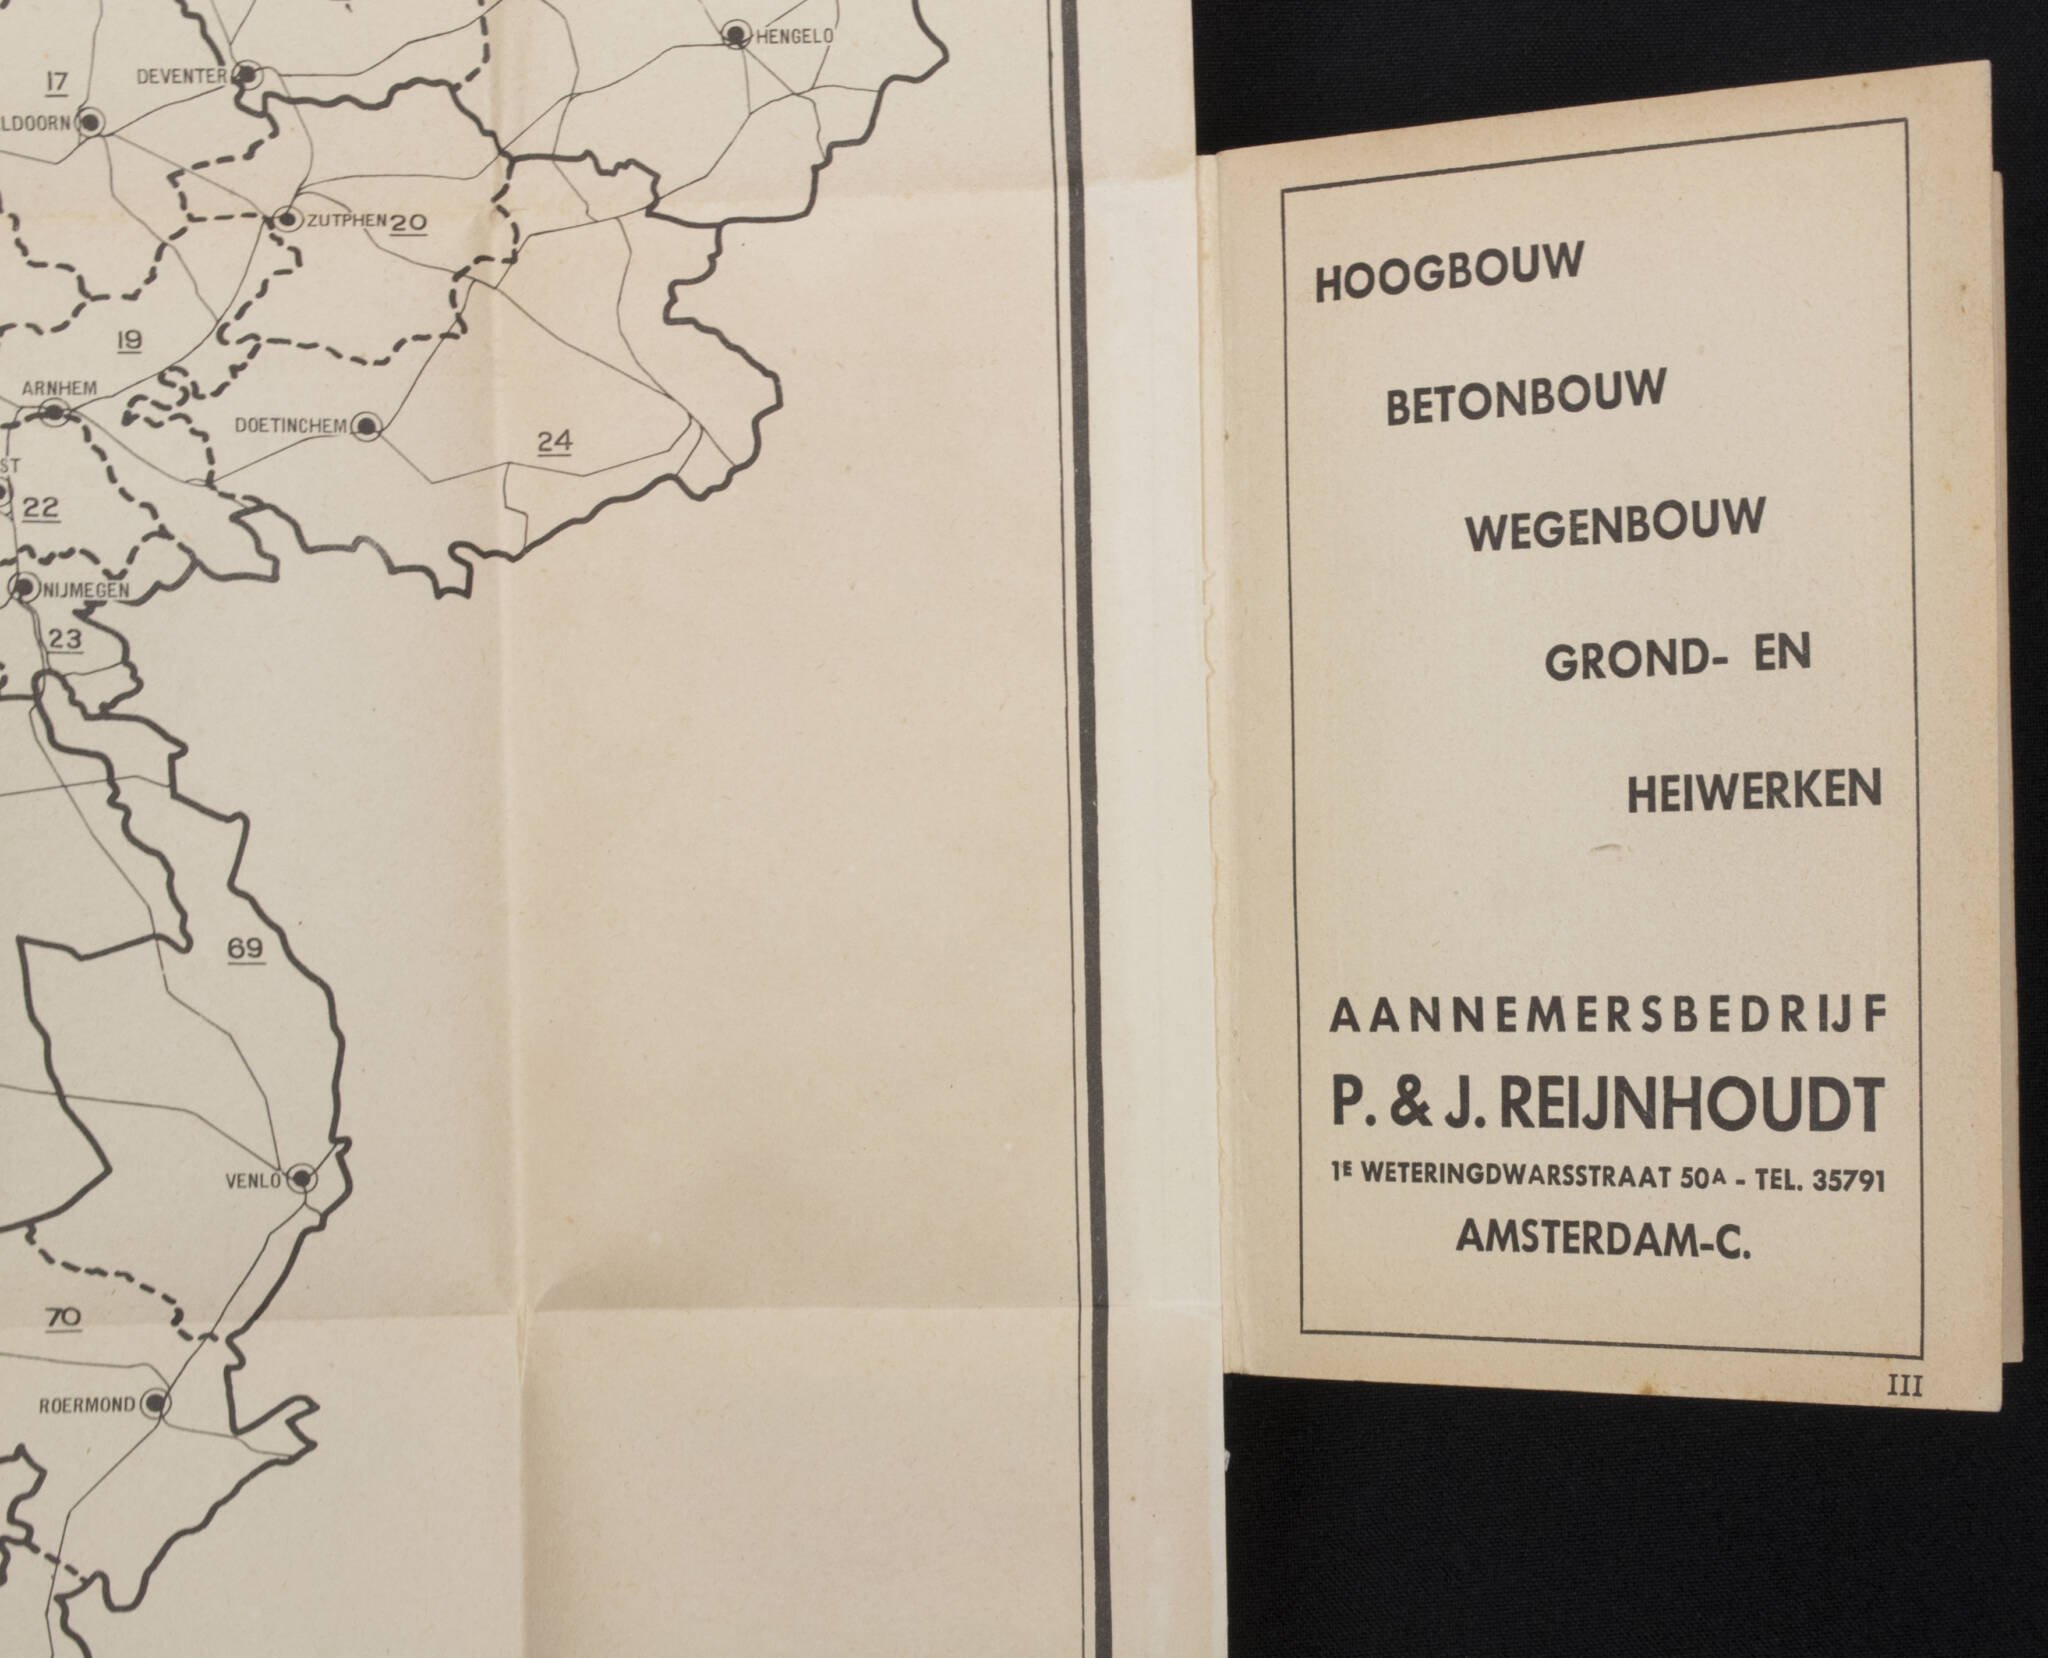 HENGELO
DEVENTER
17
LDOORN
ZUTPHEN 20
19
ARNHEM
DOETINCHEM
24
ST
22
NIJMEGEN
23
69
VENLO
70
ROERMOND
HOOGBOUW
BETONBOUW
WEGENBOUW
GROND- EN
HEIWERKEN
AANNEMERSBEDRIJF
P. & J. REIJNHOUDT
1E WETERINGDWARSSTRAAT 50A - TEL. 35791
AMSTERDAM-C.
III